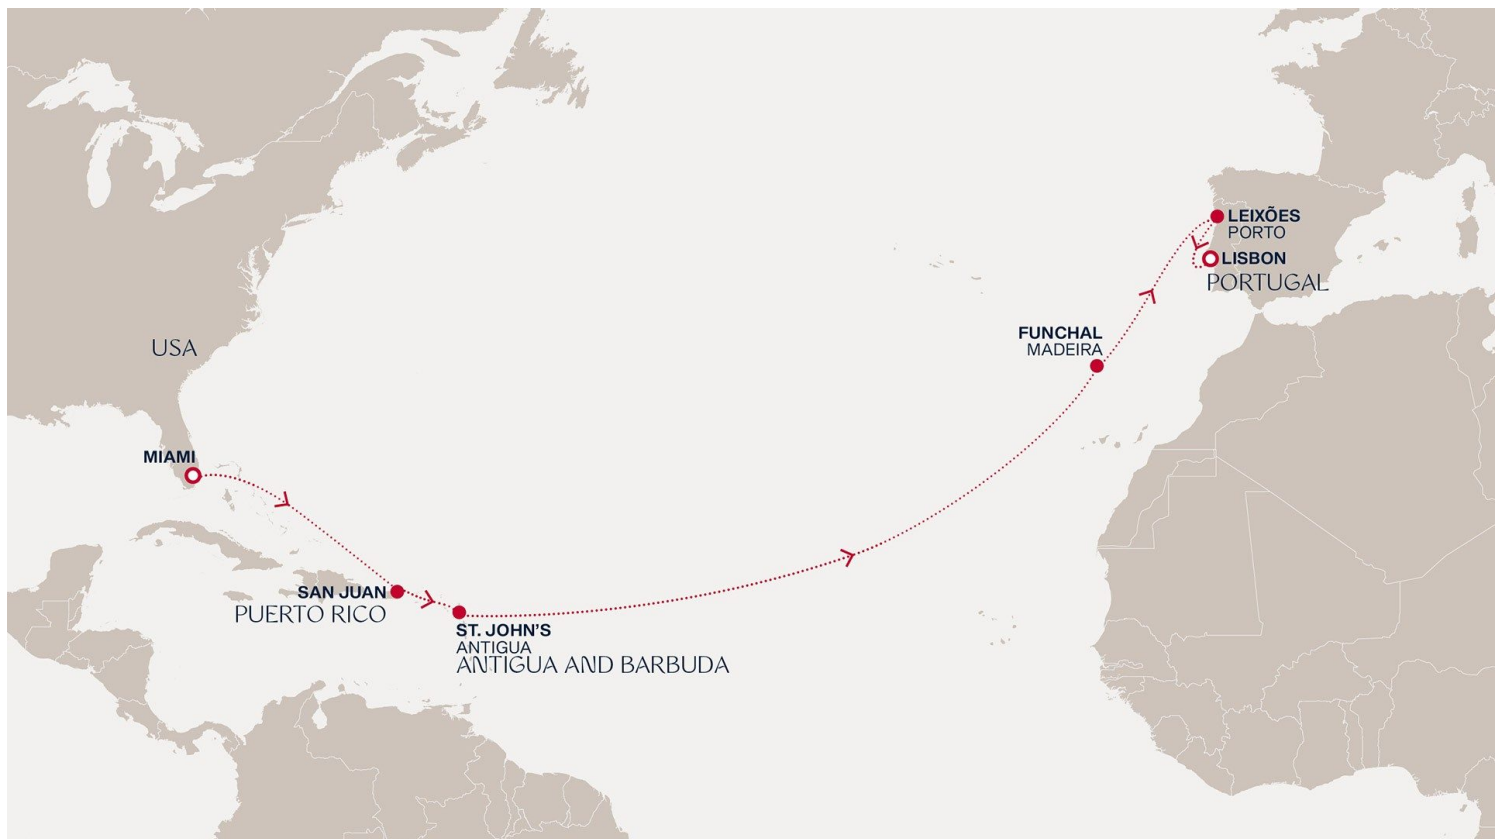 LEIXÕES
PORTO
LISBON
PORTUGAL
FUNCHAL
MADEIRA
USA
MIAMI
SAN JUAN
PUERTO RICO
ST. JOHN'S
ANTIGUA
ANTIGUA AND BARBUDA